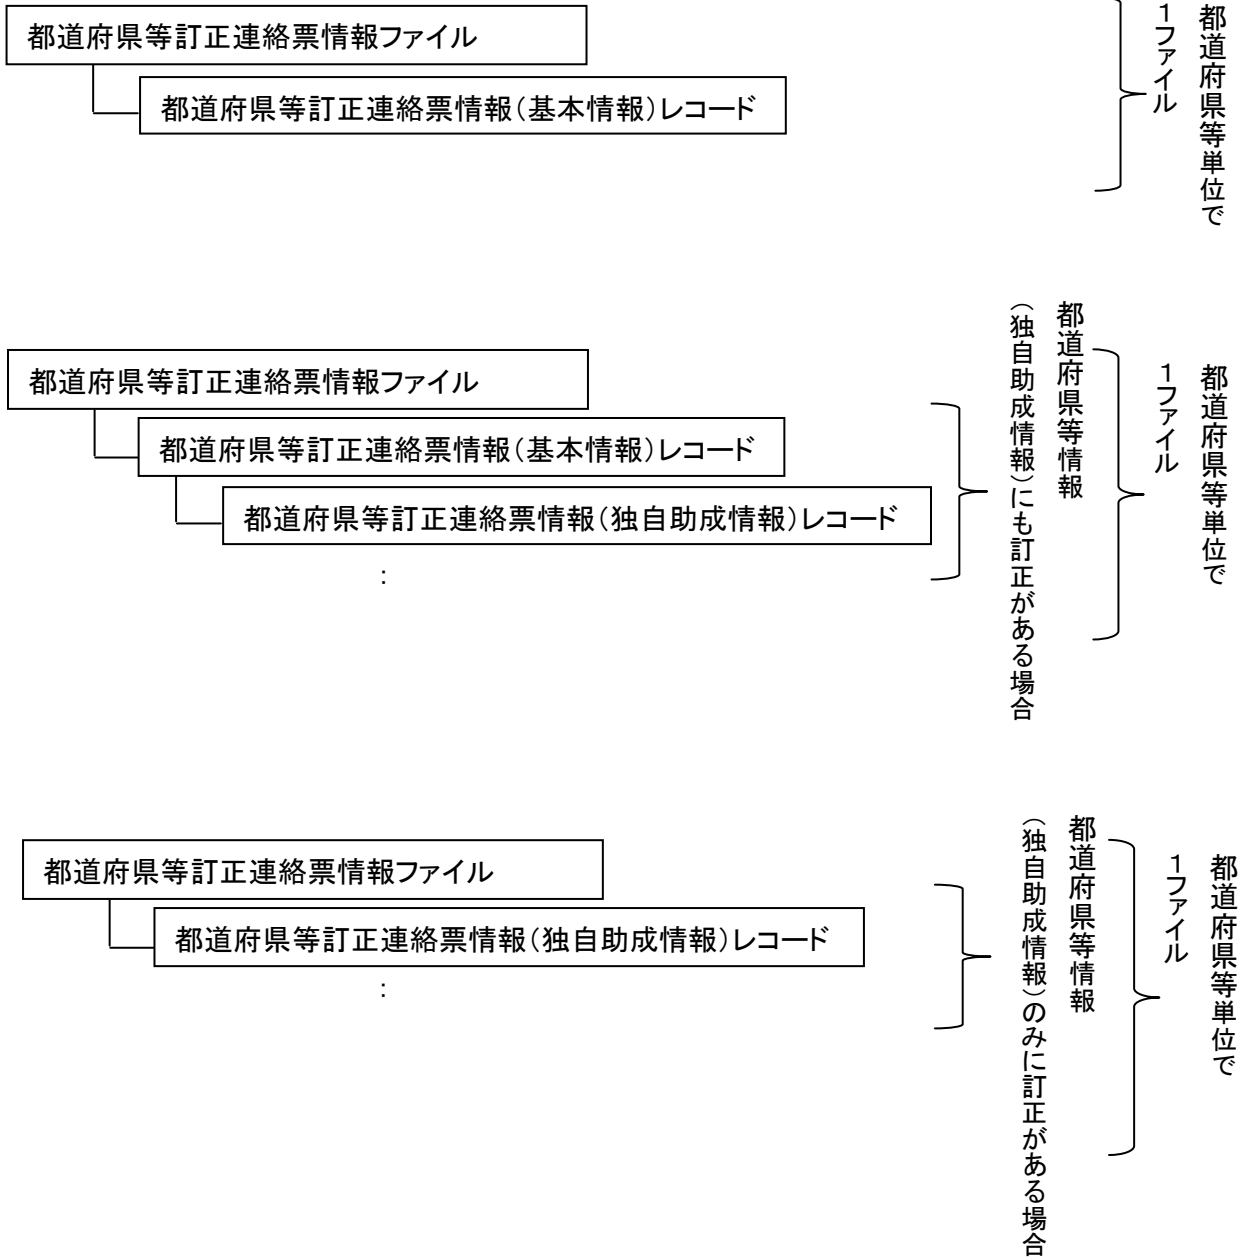 都道府県等訂正連絡票情報ファイル
都道府県等訂正連絡票情報（基本情報）レコード
都道府県等単位で
１ファイル
都道府県等訂正連絡票情報ファイル
都道府県等訂正連絡票情報（基本情報）レコード
都道府県等訂正連絡票情報（独自助成情報）レコード
：
都道府県等情報
（独自助成情報）にも訂正がある場合
都道府県等単位で
１ファイル
都道府県等訂正連絡票情報ファイル
都道府県等訂正連絡票情報（独自助成情報）レコード
：
都道府県等情報
（独自助成情報）のみに訂正がある場合
都道府県等単位で
１ファイル